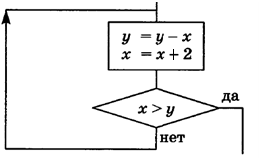 y = y – x
x = x + 2
да
x > y
нет